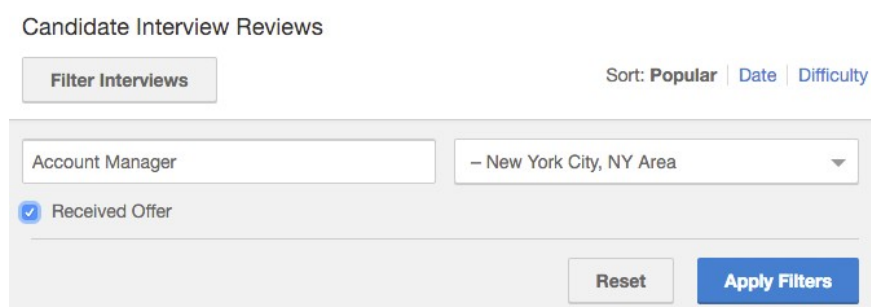 Candidate Interview Reviews
Filter Interviews
Sort: Popular Date Difficulty
Account Manager
– New York City, NY Area
Received Offer
Reset
Apply Filters